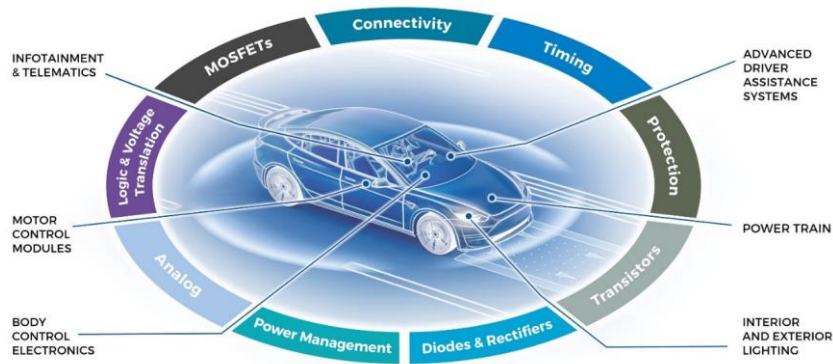 Connectivity
MOSFETs
Timing
INFOTAINMENT
& TELEMATICS
ADVANCED
DRIVER
ASSISTANCE
SYSTEMS
Logic & Voltage
Translation
Protection
MOTOR
CONTROL
MODULES
POWER TRAIN
Analog
Transistors
BODY
CONTROL
ELECTRONICS
Power Management
Diodes & Rectifiers
INTERIOR
AND EXTERIOR
LIGHTING